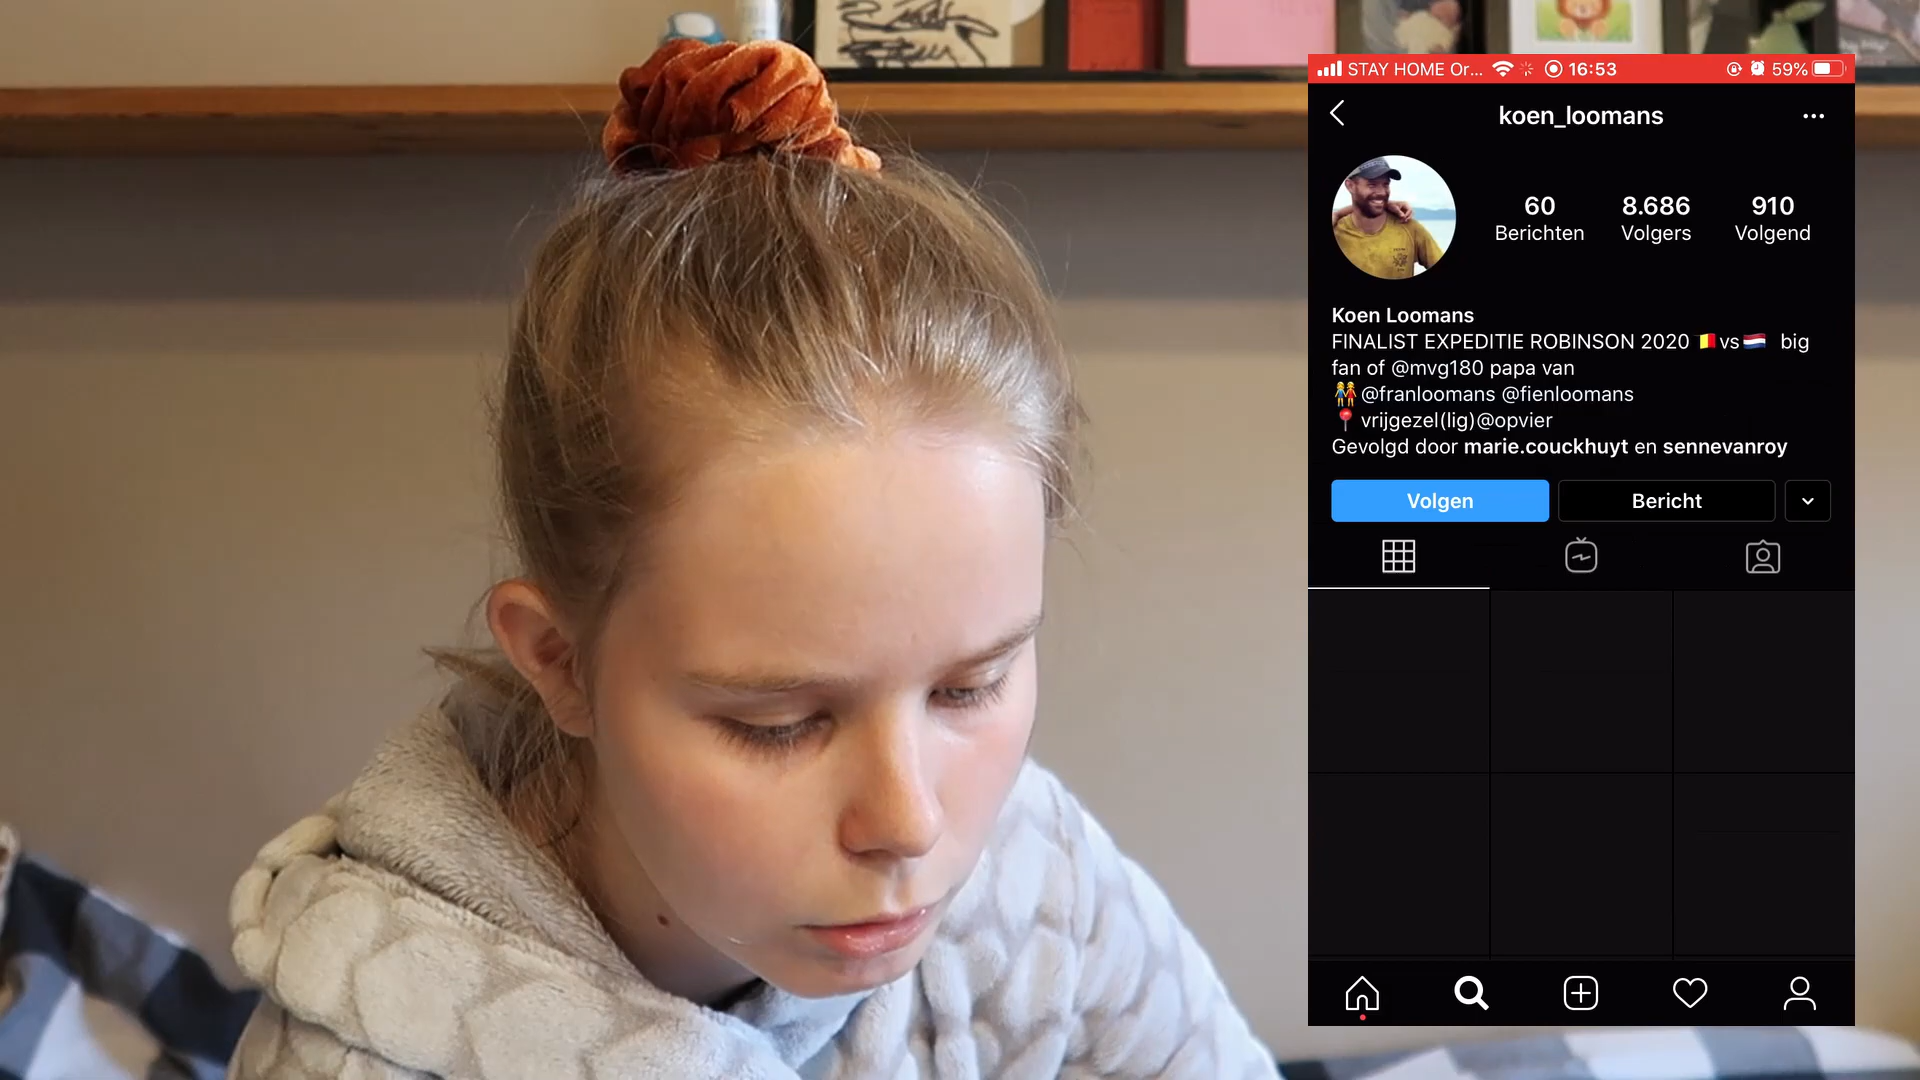 STAY HOME Or... 16:53 59%
koen_loomans
60 8.686 910
Berichten Volgers Volgend
Koen Loomans
FINALIST EXPEDITIE ROBINSON 2020 🇧🇪vs🇳🇱 big
fan of @mvg180 papa van
👭@franloomans @fienloomans
📍vrijgezel(lig)@opvier
Gevolgd door marie.couckhuyt en sennevanroy
Volgen Bericht